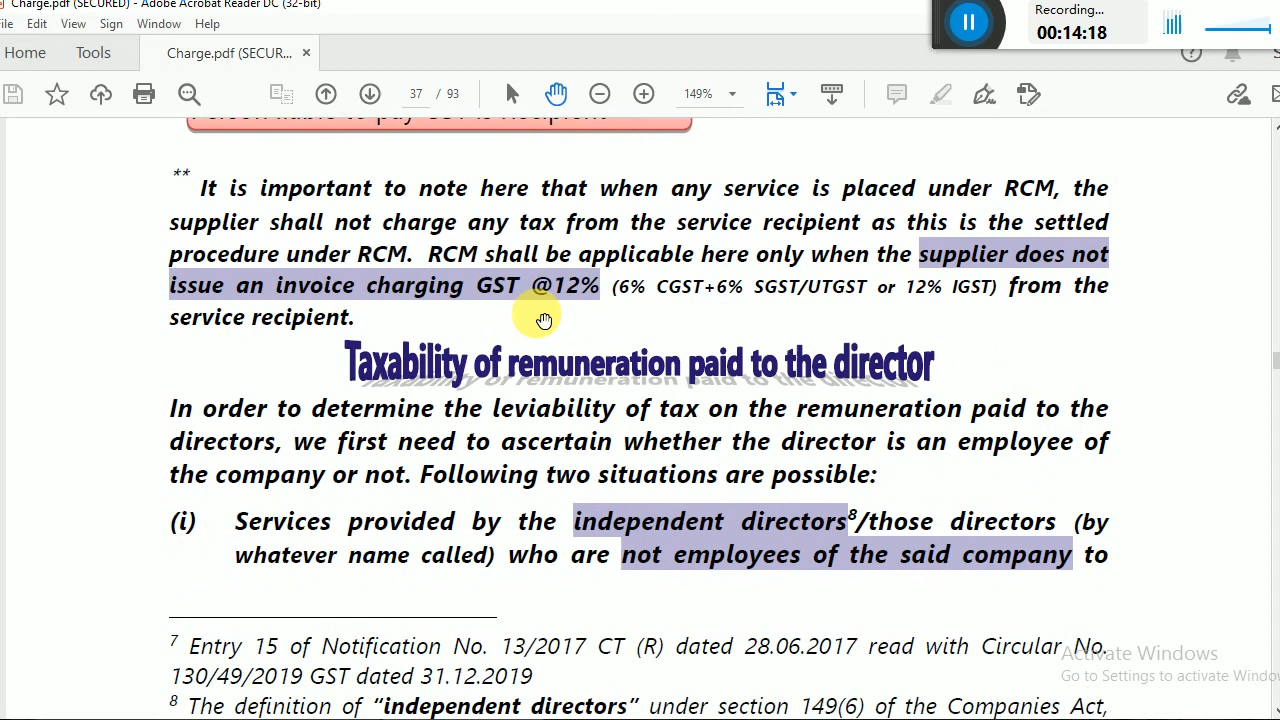 Charge.pdf (SECURED) - Adobe Acrobat Reader DC (32-bit)
File Edit View Sign Window Help
Recording...
00:14:18
Home Tools Charge.pdf (SECUR... ×
37 / 93 149%
Person liable to pay GST is Recipient
** It is important to note here that when any service is placed under RCM, the
supplier shall not charge any tax from the service recipient as this is the settled
procedure under RCM. RCM shall be applicable here only when the supplier does not
issue an invoice charging GST @12% (6% CGST+6% SGST/UTGST or 12% IGST) from the
service recipient.
Taxability of remuneration paid to the director
In order to determine the leviability of tax on the remuneration paid to the
directors, we first need to ascertain whether the director is an employee of
the company or not. Following two situations are possible:
(i) Services provided by the independent directors8/those directors (by
whatever name called) who are not employees of the said company to
7 Entry 15 of Notification No. 13/2017 CT (R) dated 28.06.2017 read with Circular No.
130/49/2019 GST dated 31.12.2019
8 The definition of “independent directors” under section 149(6) of the Companies Act,
Activate Windows
Go to Settings to activate Windows